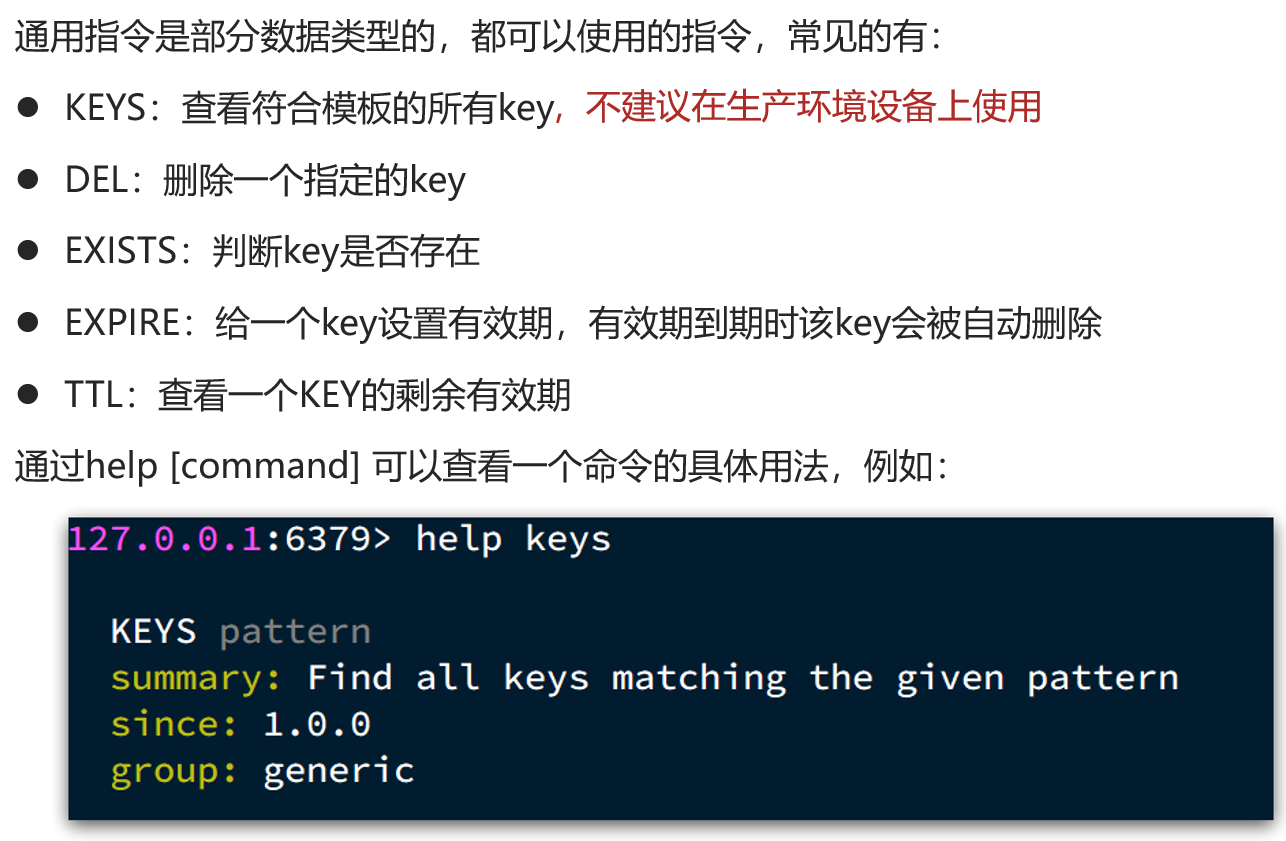 通用指令是部分数据类型的，都可以使用的指令，常见的有：
● KEYS：查看符合模板的所有key，不建议在生产环境设备上使用
● DEL：删除一个指定的key
● EXISTS：判断key是否存在
● EXPIRE：给一个key设置有效期，有效期到期时该key会被自动删除
● TTL：查看一个KEY的剩余有效期
通过help [command] 可以查看一个命令的具体用法，例如：
127.0.0.1:6379> help keys
KEYS pattern
summary: Find all keys matching the given pattern
since: 1.0.0
group: generic